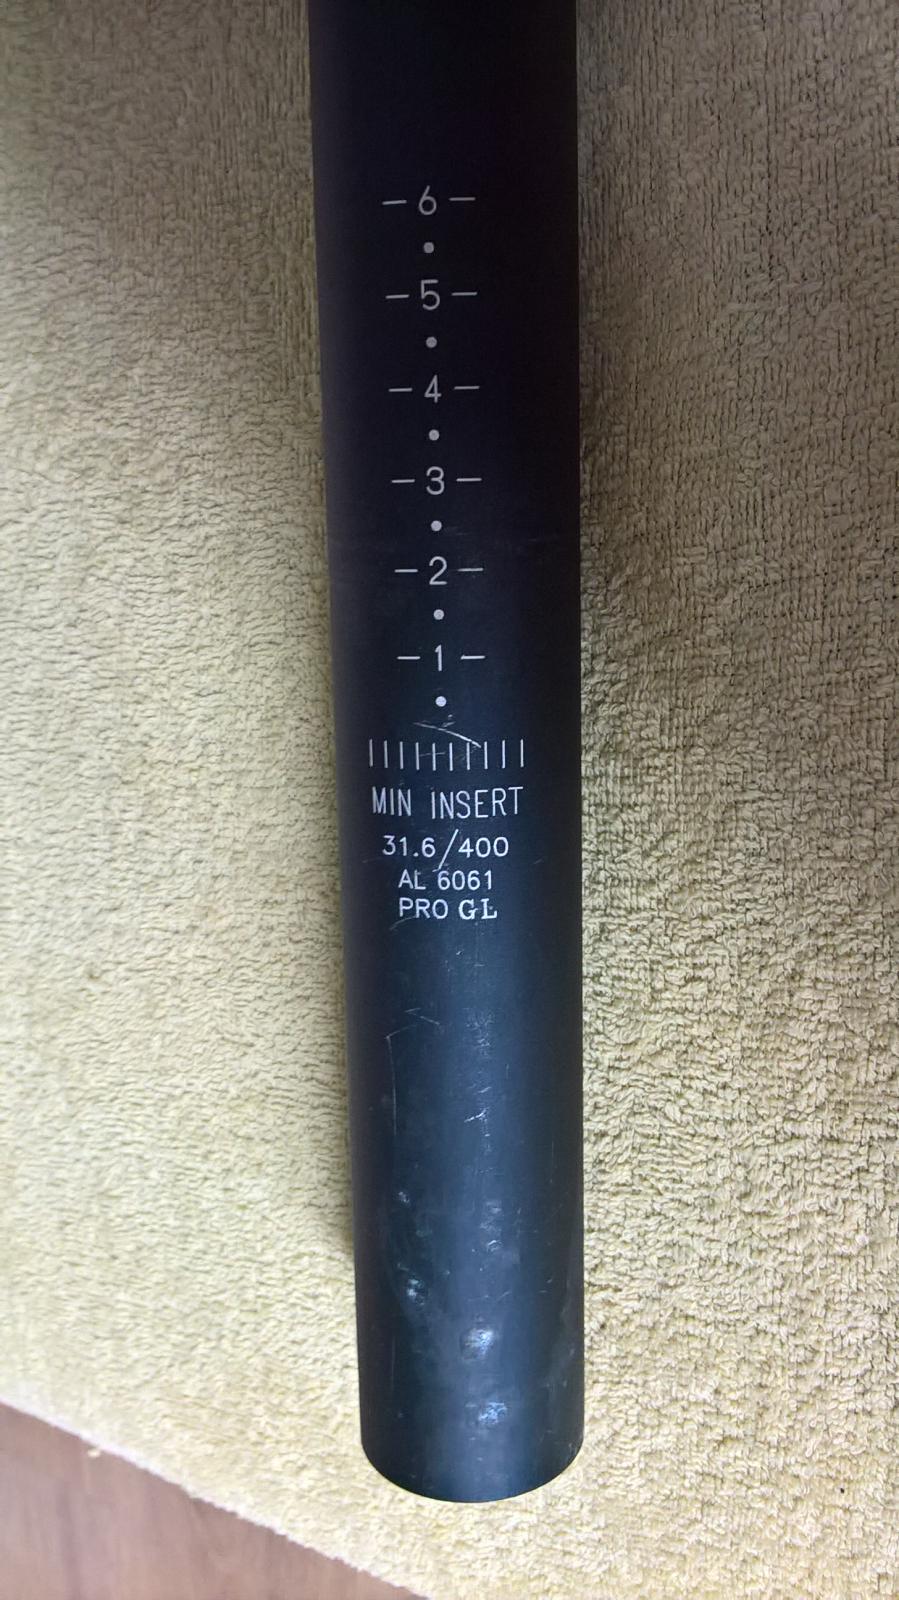 -6-
-5-
-4-
-3-
-2-
-1-
MIN INSERT
31.6/400
AL 6061
PRO GL